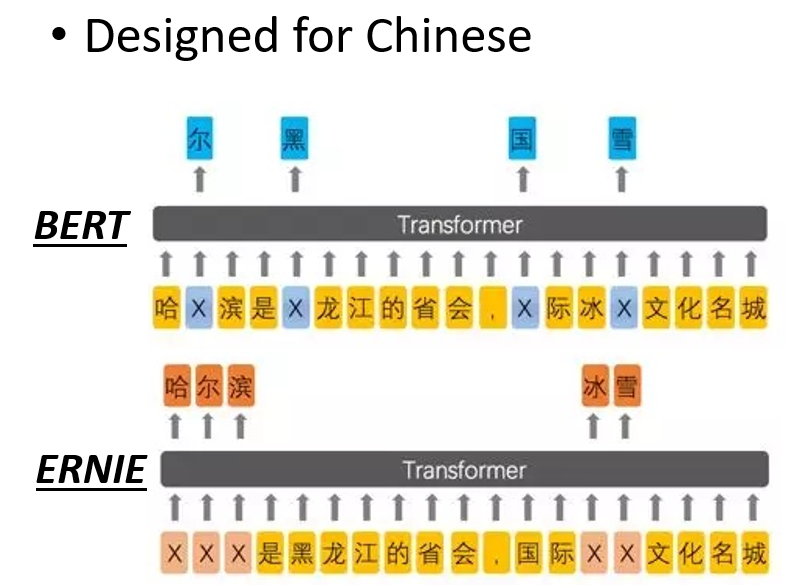 • Designed for Chinese
尔 黑 国 雪
BERT
Transformer
哈 X 滨 是 X 龙 江 的 省 会 , X 际 冰 X 文 化 名 城
哈 尔 滨 冰 雪
ERNIE
Transformer
X X X 是 黑 龙 江 的 省 会 , 国 际 X X 文 化 名 城